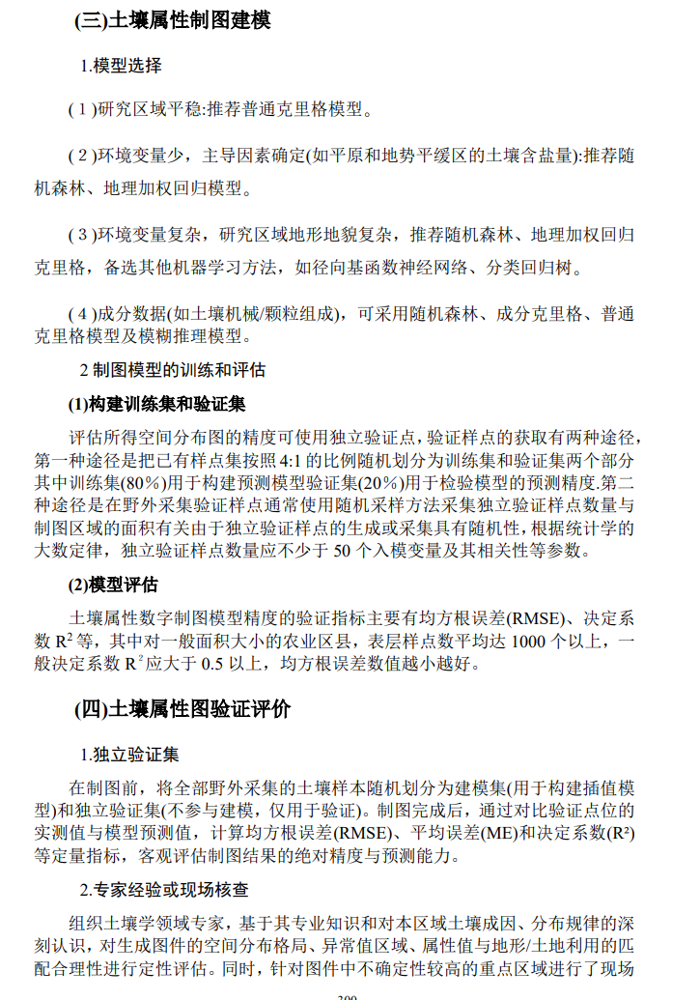 (三)土壤属性制图建模
1.模型选择
(１)研究区域平稳:推荐普通克里格模型。
(２)环境变量少，主导因素确定(如平原和地势平缓区的土壤含盐量):推荐随
机森林、地理加权回归模型。
(３)环境变量复杂，研究区域地形地貌复杂，推荐随机森林、地理加权回归
克里格，备选其他机器学习方法，如径向基函数神经网络、分类回归树。
(４)成分数据(如土壤机械/颗粒组成)，可采用随机森林、成分克里格、普通
克里格模型及模糊推理模型。
2 制图模型的训练和评估
(1)构建训练集和验证集
评估所得空间分布图的精度可使用独立验证点，验证样点的获取有两种途径，
第一种途径是把已有样点集按照 4:1 的比例随机划分为训练集和验证集两个部分
其中训练集(80%)用于构建预测模型验证集(20%)用于检验模型的预测精度.第二
种途径是在野外采集验证样点通常使用随机采样方法采集独立验证样点数量与
制图区域的面积有关由于独立验证样点的生成或采集具有随机性，根据统计学的
大数定律，独立验证样点数量应不少于 50 个入模变量及其相关性等参数。
(2)模型评估
土壤属性数字制图模型精度的验证指标主要有均方根误差(RMSE)、决定系
数 R² 等，其中对一般面积大小的农业区县，表层样点数平均达 1000 个以上，一
般决定系数 R²应大于 0.5 以上，均方根误差数值越小越好。
(四)土壤属性图验证评价
1.独立验证集
在制图前，将全部野外采集的土壤样本随机划分为建模集(用于构建插值模
型)和独立验证集(不参与建模，仅用于验证)。制图完成后，通过对比验证点位的
实测值与模型预测值，计算均方根误差(RMSE)、平均误差(ME)和决定系数(R²)
等定量指标，客观评估制图结果的绝对精度与预测能力。
2.专家经验或现场核查
组织土壤学领域专家，基于其专业知识和对本区域土壤成因、分布规律的深
刻认识，对生成图件的空间分布格局、异常值区域、属性值与地形/土地利用的匹
配合理性进行定性评估。同时，针对图件中不确定性较高的重点区域进行了现场